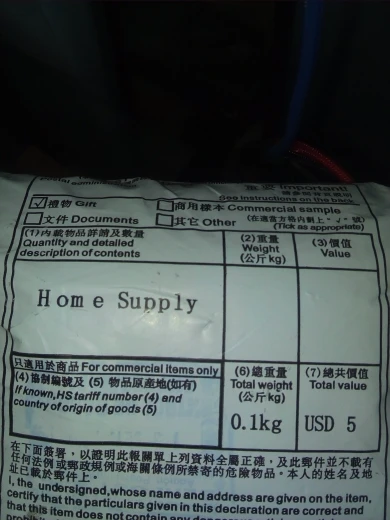 重要 Important!
See instructions on the back
☑禮物 Gift
☐商用樣本 Commercial sample
☐文件 Documents
☐其它 Other
(在適當方格內劃上「✓」號)
(Tick as appropriate)
(1)內載物品詳請及數量
Quantity and detailed
description of contents
(2)重量
Weight
(公斤kg)
(3)價值
Value
Home Supply
只適用於商品 For commercial items only
(4)協制編號及 (5) 物品原產地(如有)
If known, HS tariff number (4) and
country of origin of goods (5)
(6)總重量
Total weight
(公斤kg)
(7)總共價值
Total value
0.1kg
USD 5
在下面簽署,以證明此報關單上列資料全屬正確,及此郵件並不載有
任何法例或郵政規例或海關條例所禁寄的危險物品。本人的姓名及地
址已載於郵件上。
I, the undersigned, whose name and address are given on the item,
certify that the particulars given in this declaration are correct and
that this item does not contain any dangerous